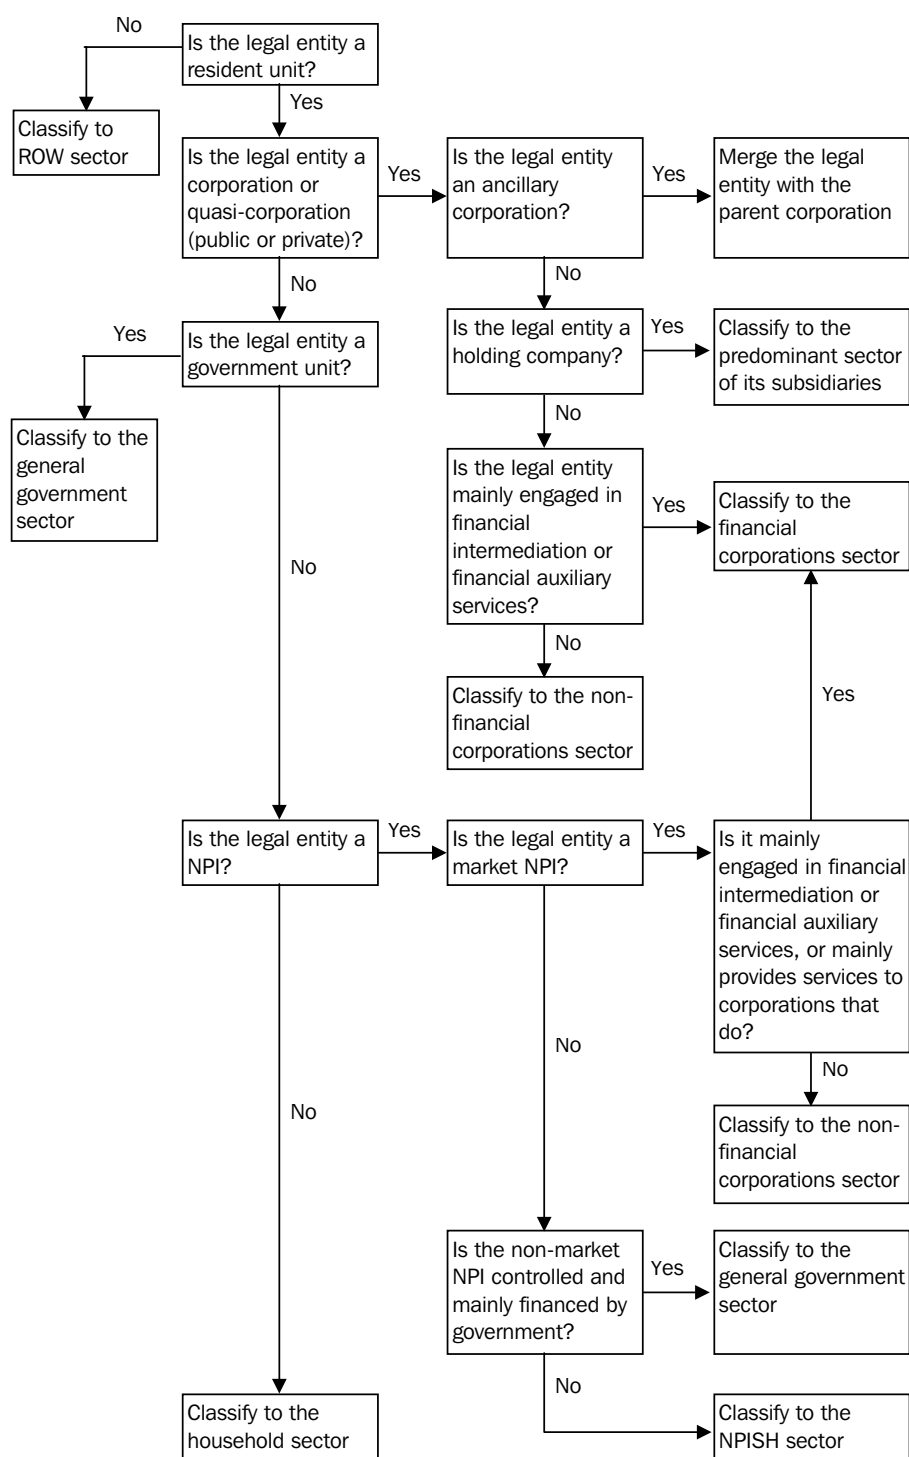 No
Is the legal entity a
resident unit?
Yes
Classify to
ROW sector
Is the legal entity a
corporation or
quasi-corporation
(public or private)?
Yes
Is the legal entity
an ancillary
corporation?
Yes
Merge the legal
entity with the
parent corporation
No
No
Yes
Is the legal entity a
government unit?
Is the legal entity a
holding company?
Yes
Classify to the
predominant sector
of its subsidiaries
Classify to the
general
government
sector
No
Is the legal entity
mainly engaged in
financial
intermediation or
financial auxiliary
services?
Yes
Classify to the
financial
corporations sector
No
No
Classify to the non-
financial
corporations sector
Yes
Is the legal entity a
NPI?
Yes
Is the legal entity a
market NPI?
Yes
Is it mainly
engaged in financial
intermediation or
financial auxiliary
services, or mainly
provides services to
corporations that
do?
No
No
No
Classify to the non-
financial
corporations sector
Is the non-market
NPI controlled and
mainly financed by
government?
Yes
Classify to the
general government
sector
No
Classify to the
household sector
Classify to the
NPISH sector